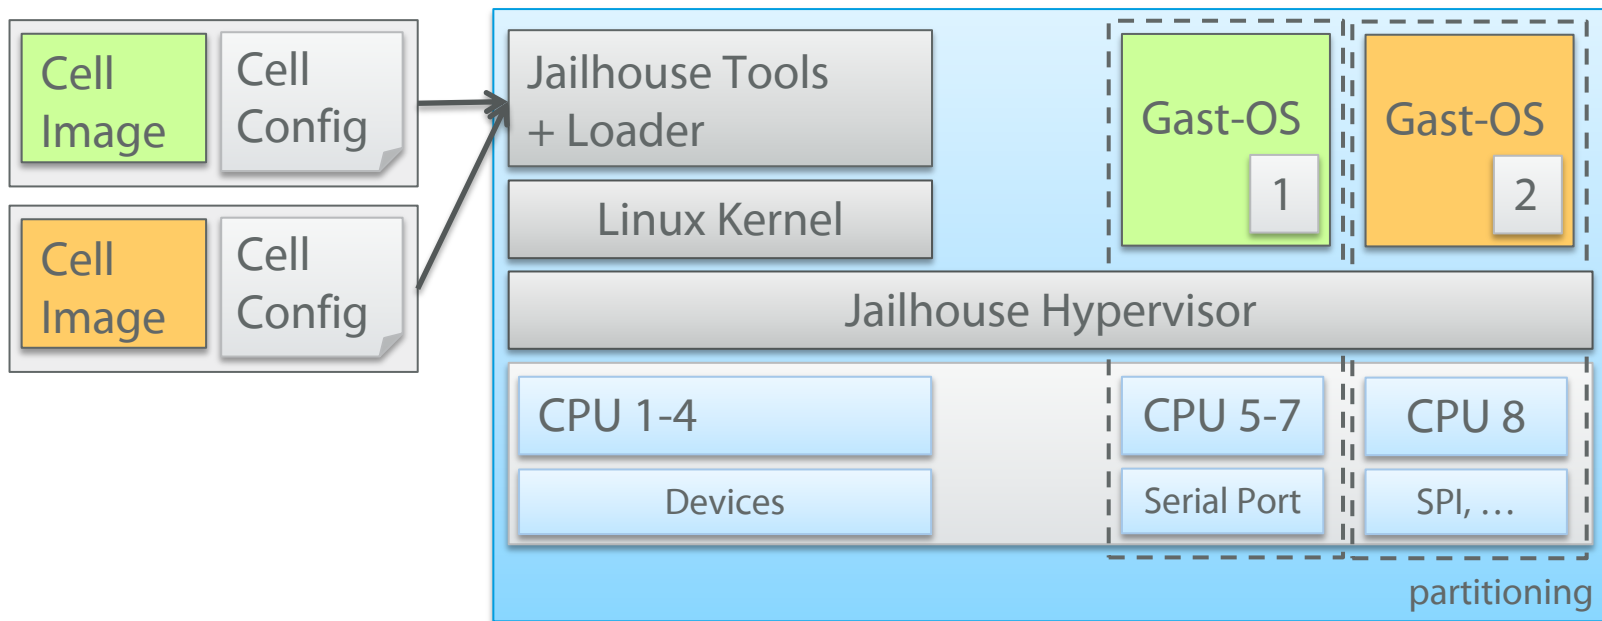 Cell
Image
Cell
Config
Cell
Image
Cell
Config
Jailhouse Tools
+ Loader
Linux Kernel
Gast-OS
1
Gast-OS
2
Jailhouse Hypervisor
CPU 1-4
CPU 5-7
CPU 8
Devices
Serial Port
SPI, …
partitioning